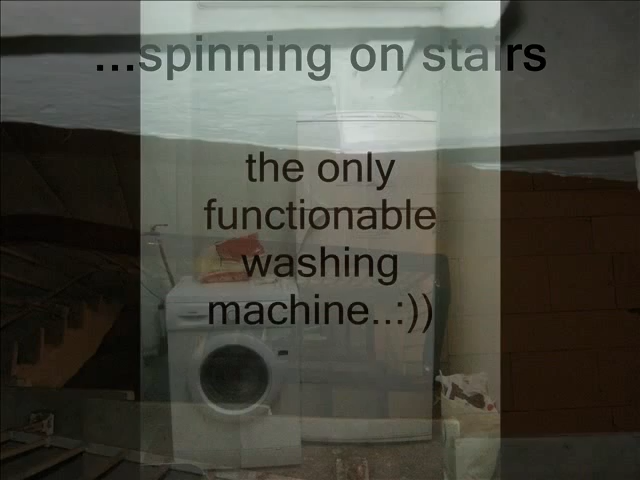 ...spinning on stairs
the only
functionable
washing
machine..:))